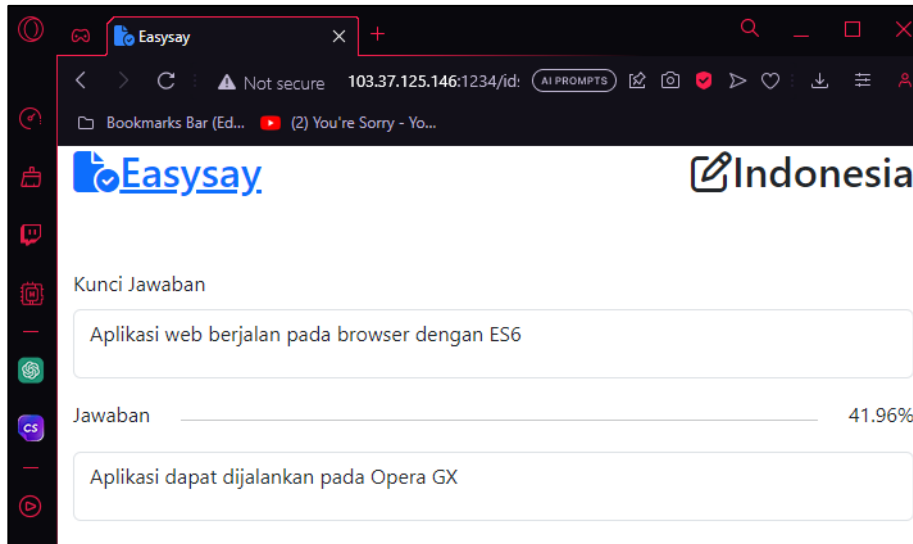 Easysay
Not secure 103.37.125.146:1234/id: AI PROMPTS
Bookmarks Bar (Ed... (2) You're Sorry - Yo...
Easysay
Indonesia
Kunci Jawaban
Aplikasi web berjalan pada browser dengan ES6
Jawaban 41.96%
Aplikasi dapat dijalankan pada Opera GX
CS